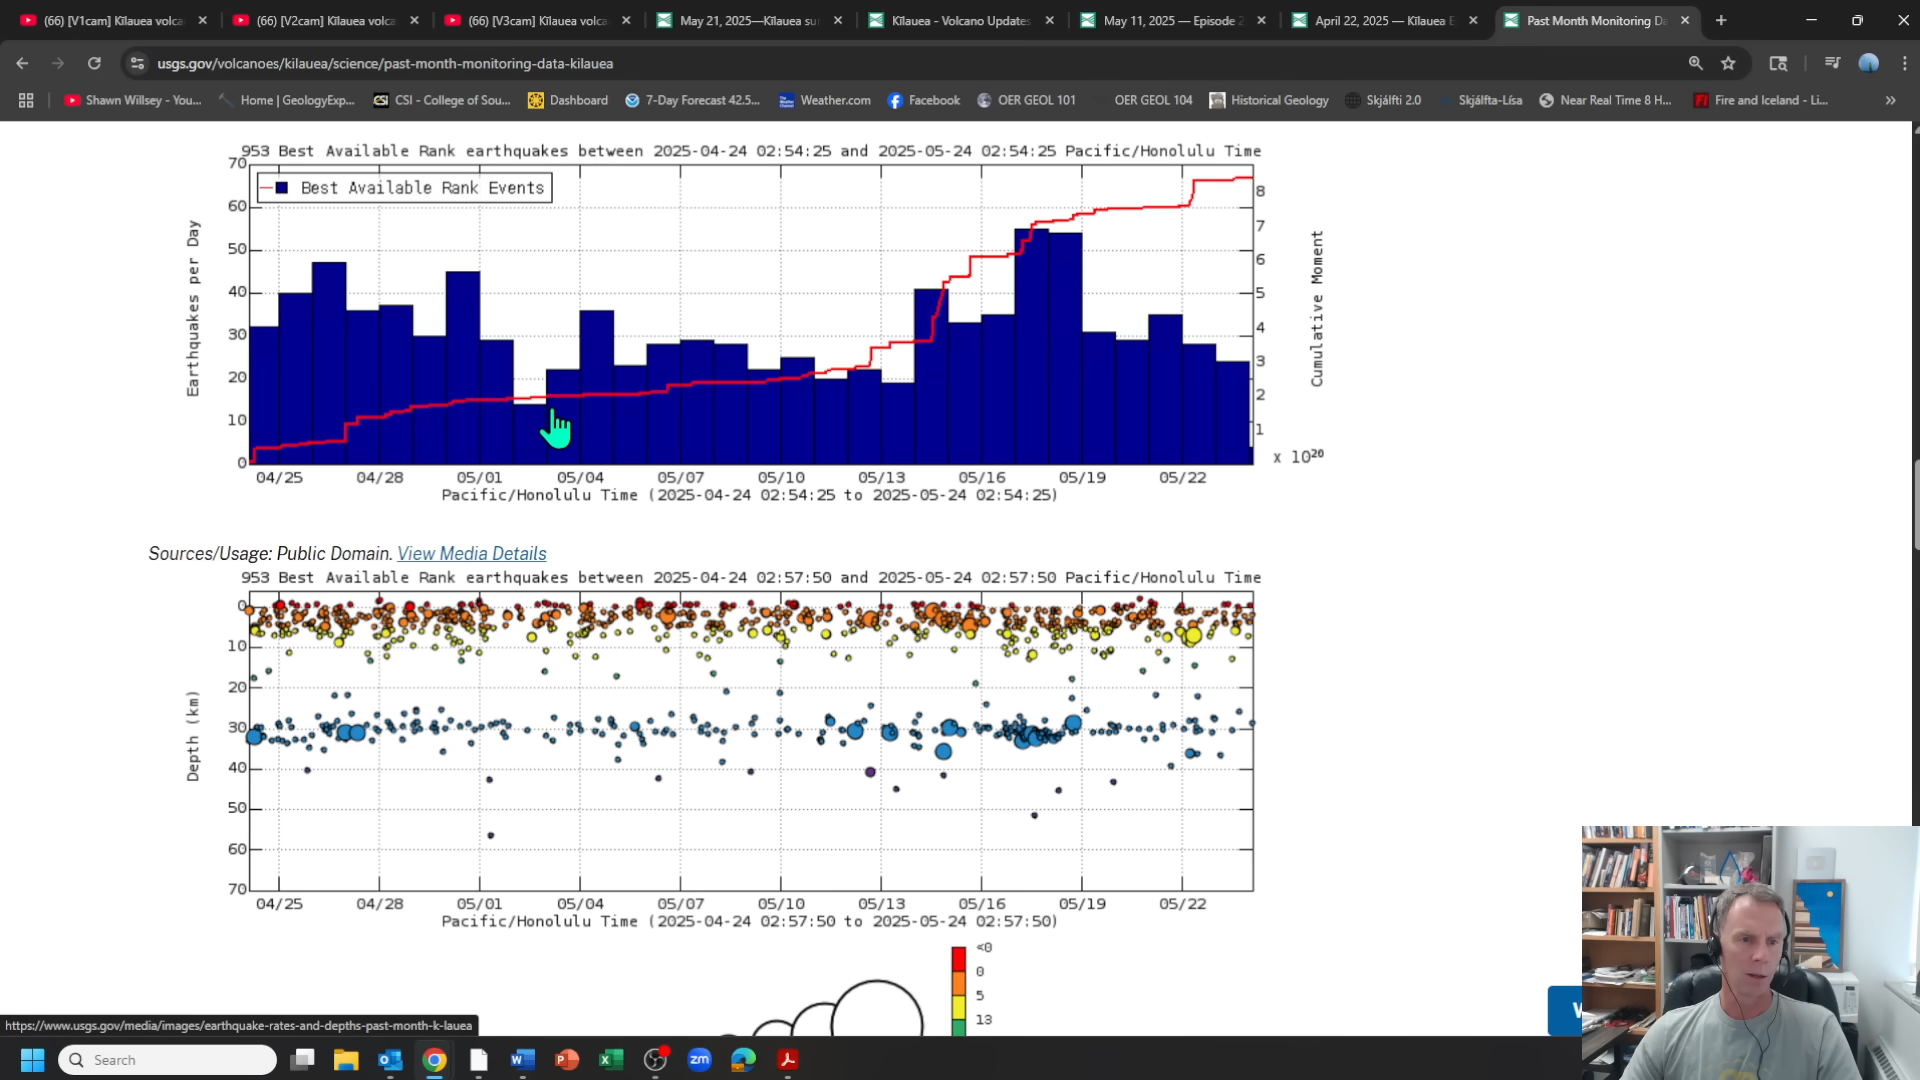 (66) [V1cam] Kīlauea volca
(66) [V2cam] Kīlauea volca
(66) [V3cam] Kīlauea volca
May 21, 2025—Kīlauea su
Kīlauea - Volcano Updates
May 11, 2025 — Episode 2
April 22, 2025 — Kīlauea E
Past Month Monitoring Da
usgs.gov/volcanoes/kilauea/science/past-month-monitoring-data-kilauea
Shawn Willsey - You...
Home | GeologyExp...
CSI - College of Sou...
Dashboard
7-Day Forecast 42.5...
Weather.com
Facebook
OER GEOL 101
OER GEOL 104
Historical Geology
Skjálfti 2.0
Skjálfta-Lísa
Near Real Time 8 H...
Fire and Iceland - Li...
953 Best Available Rank earthquakes between 2025-04-24 02:54:25 and 2025-05-24 02:54:25 Pacific/Honolulu Time
Best Available Rank Events
70
60
50
40
30
20
10
0
Earthquakes per Day
8
7
6
5
4
3
2
1
x 10²⁰
Cumulative Moment
04/25 04/28 05/01 05/04 05/07 05/10 05/13 05/16 05/19 05/22
Pacific/Honolulu Time (2025-04-24 02:54:25 to 2025-05-24 02:54:25)
Sources/Usage: Public Domain. View Media Details
953 Best Available Rank earthquakes between 2025-04-24 02:57:50 and 2025-05-24 02:57:50 Pacific/Honolulu Time
0
10
20
30
40
50
60
70
Depth (km)
04/25 04/28 05/01 05/04 05/07 05/10 05/13 05/16 05/19 05/22
Pacific/Honolulu Time (2025-04-24 02:57:50 to 2025-05-24 02:57:50)
<0
0
5
13
https://www.usgs.gov/media/images/earthquake-rates-and-depths-past-month-k-lauea
Search
zm